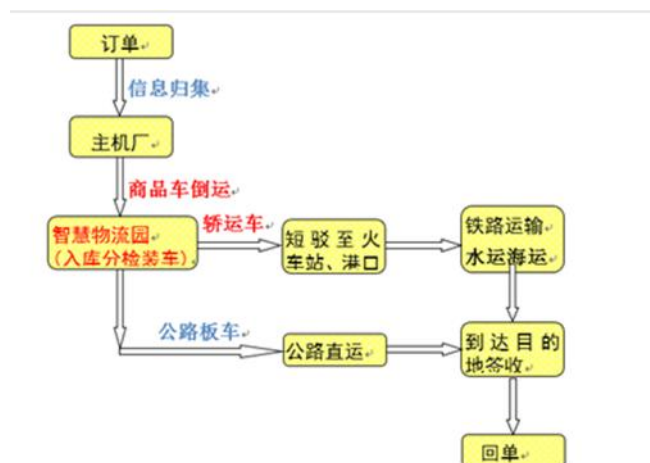 订单
信息归集
主机厂
商品车倒运
智慧物流园
(入库分检装车)
轿运车
短驳至火
车站、港口
铁路运输
水运海运
公路板车
公路直运
到达目的
地签收
回单